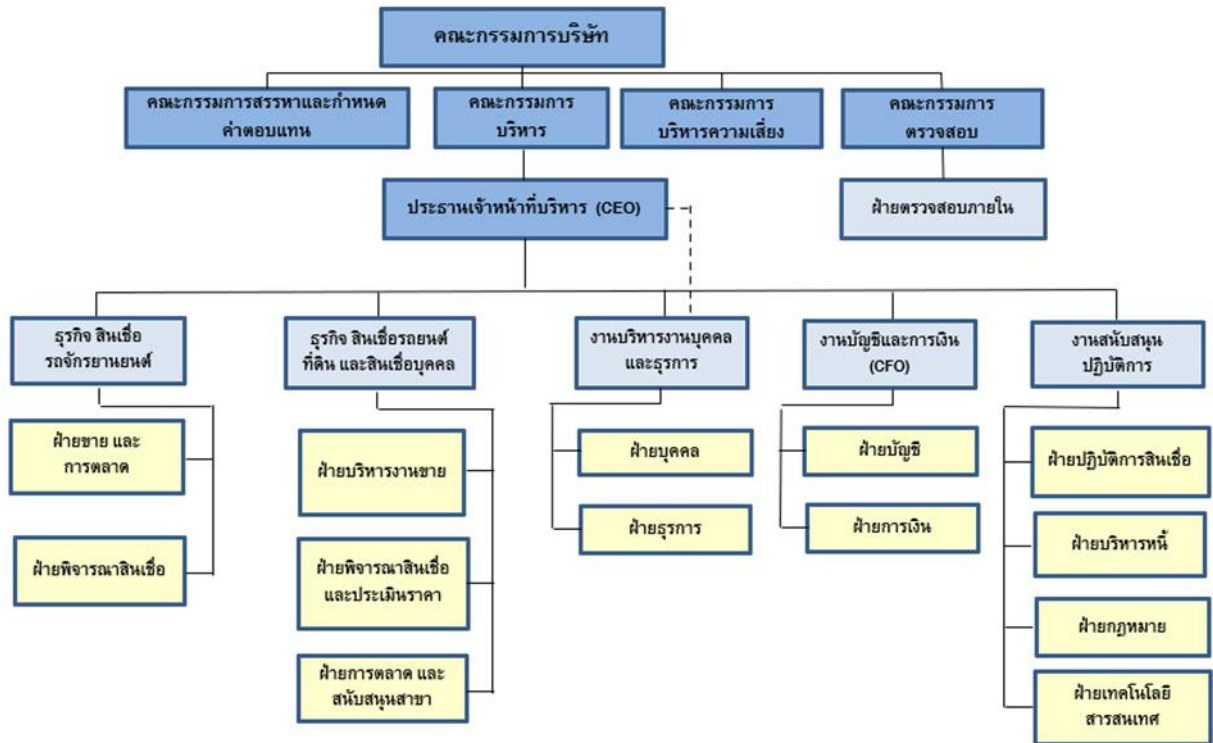 คณะกรรมการบริษัท
คณะกรรมการสรรหาและกำหนด
ค่าตอบแทน
คณะกรรมการ
บริหาร
คณะกรรมการ
บริหารความเสี่ยง
คณะกรรมการ
ตรวจสอบ
ประธานเจ้าหน้าที่บริหาร (CEO)
ฝ่ายตรวจสอบภายใน
ธุรกิจ สินเชื่อ
รถจักรยานยนต์
ธุรกิจ สินเชื่อรถยนต์
ที่ดิน และสินเชื่อบุคคล
งานบริหารงานบุคคล
และธุรการ
งานบัญชีและการเงิน
(CFO)
งานสนับสนุน
ปฏิบัติการ
ฝ่ายขาย และ
การตลาด
ฝ่ายพิจารณาสินเชื่อ
ฝ่ายบริหารงานขาย
ฝ่ายพิจารณาสินเชื่อ
และประเมินราคา
ฝ่ายการตลาด และ
สนับสนุนสาขา
ฝ่ายบุคคล
ฝ่ายธุรการ
ฝ่ายบัญชี
ฝ่ายการเงิน
ฝ่ายปฏิบัติการสินเชื่อ
ฝ่ายบริหารหนี้
ฝ่ายกฎหมาย
ฝ่ายเทคโนโลยี
สารสนเทศ